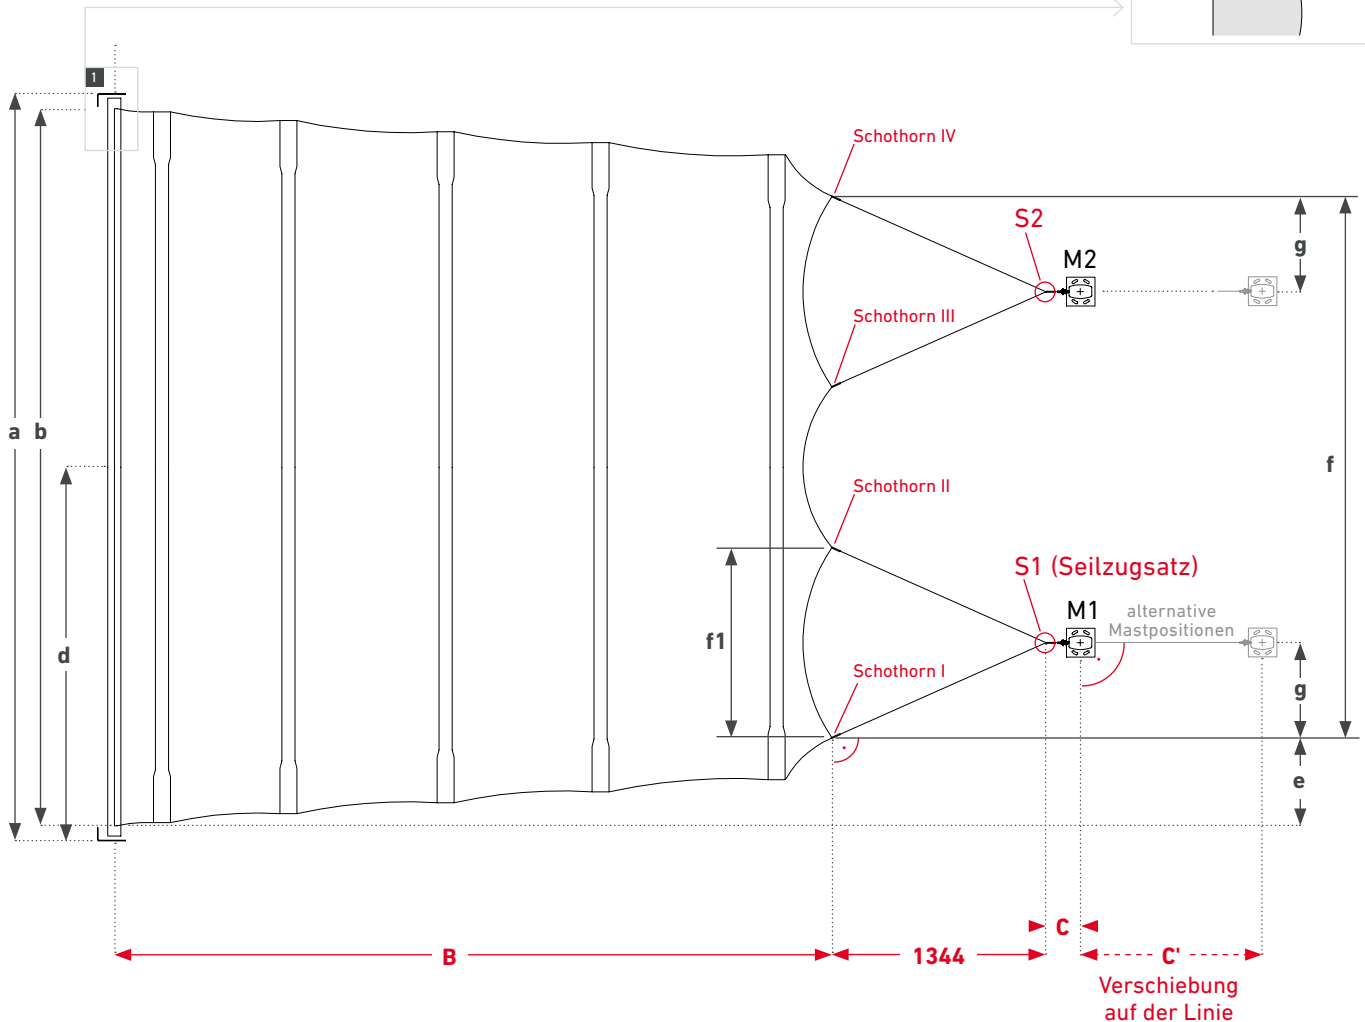 1
Schothorn IV
S2
g
M2
Schothorn III
a
b
f
Schothorn II
S1 (Seilzugsatz)
M1
alternative
Mastpositionen
f1
d
Schothorn I
g
e
C
B
1344
C'
Verschiebung
auf der Linie